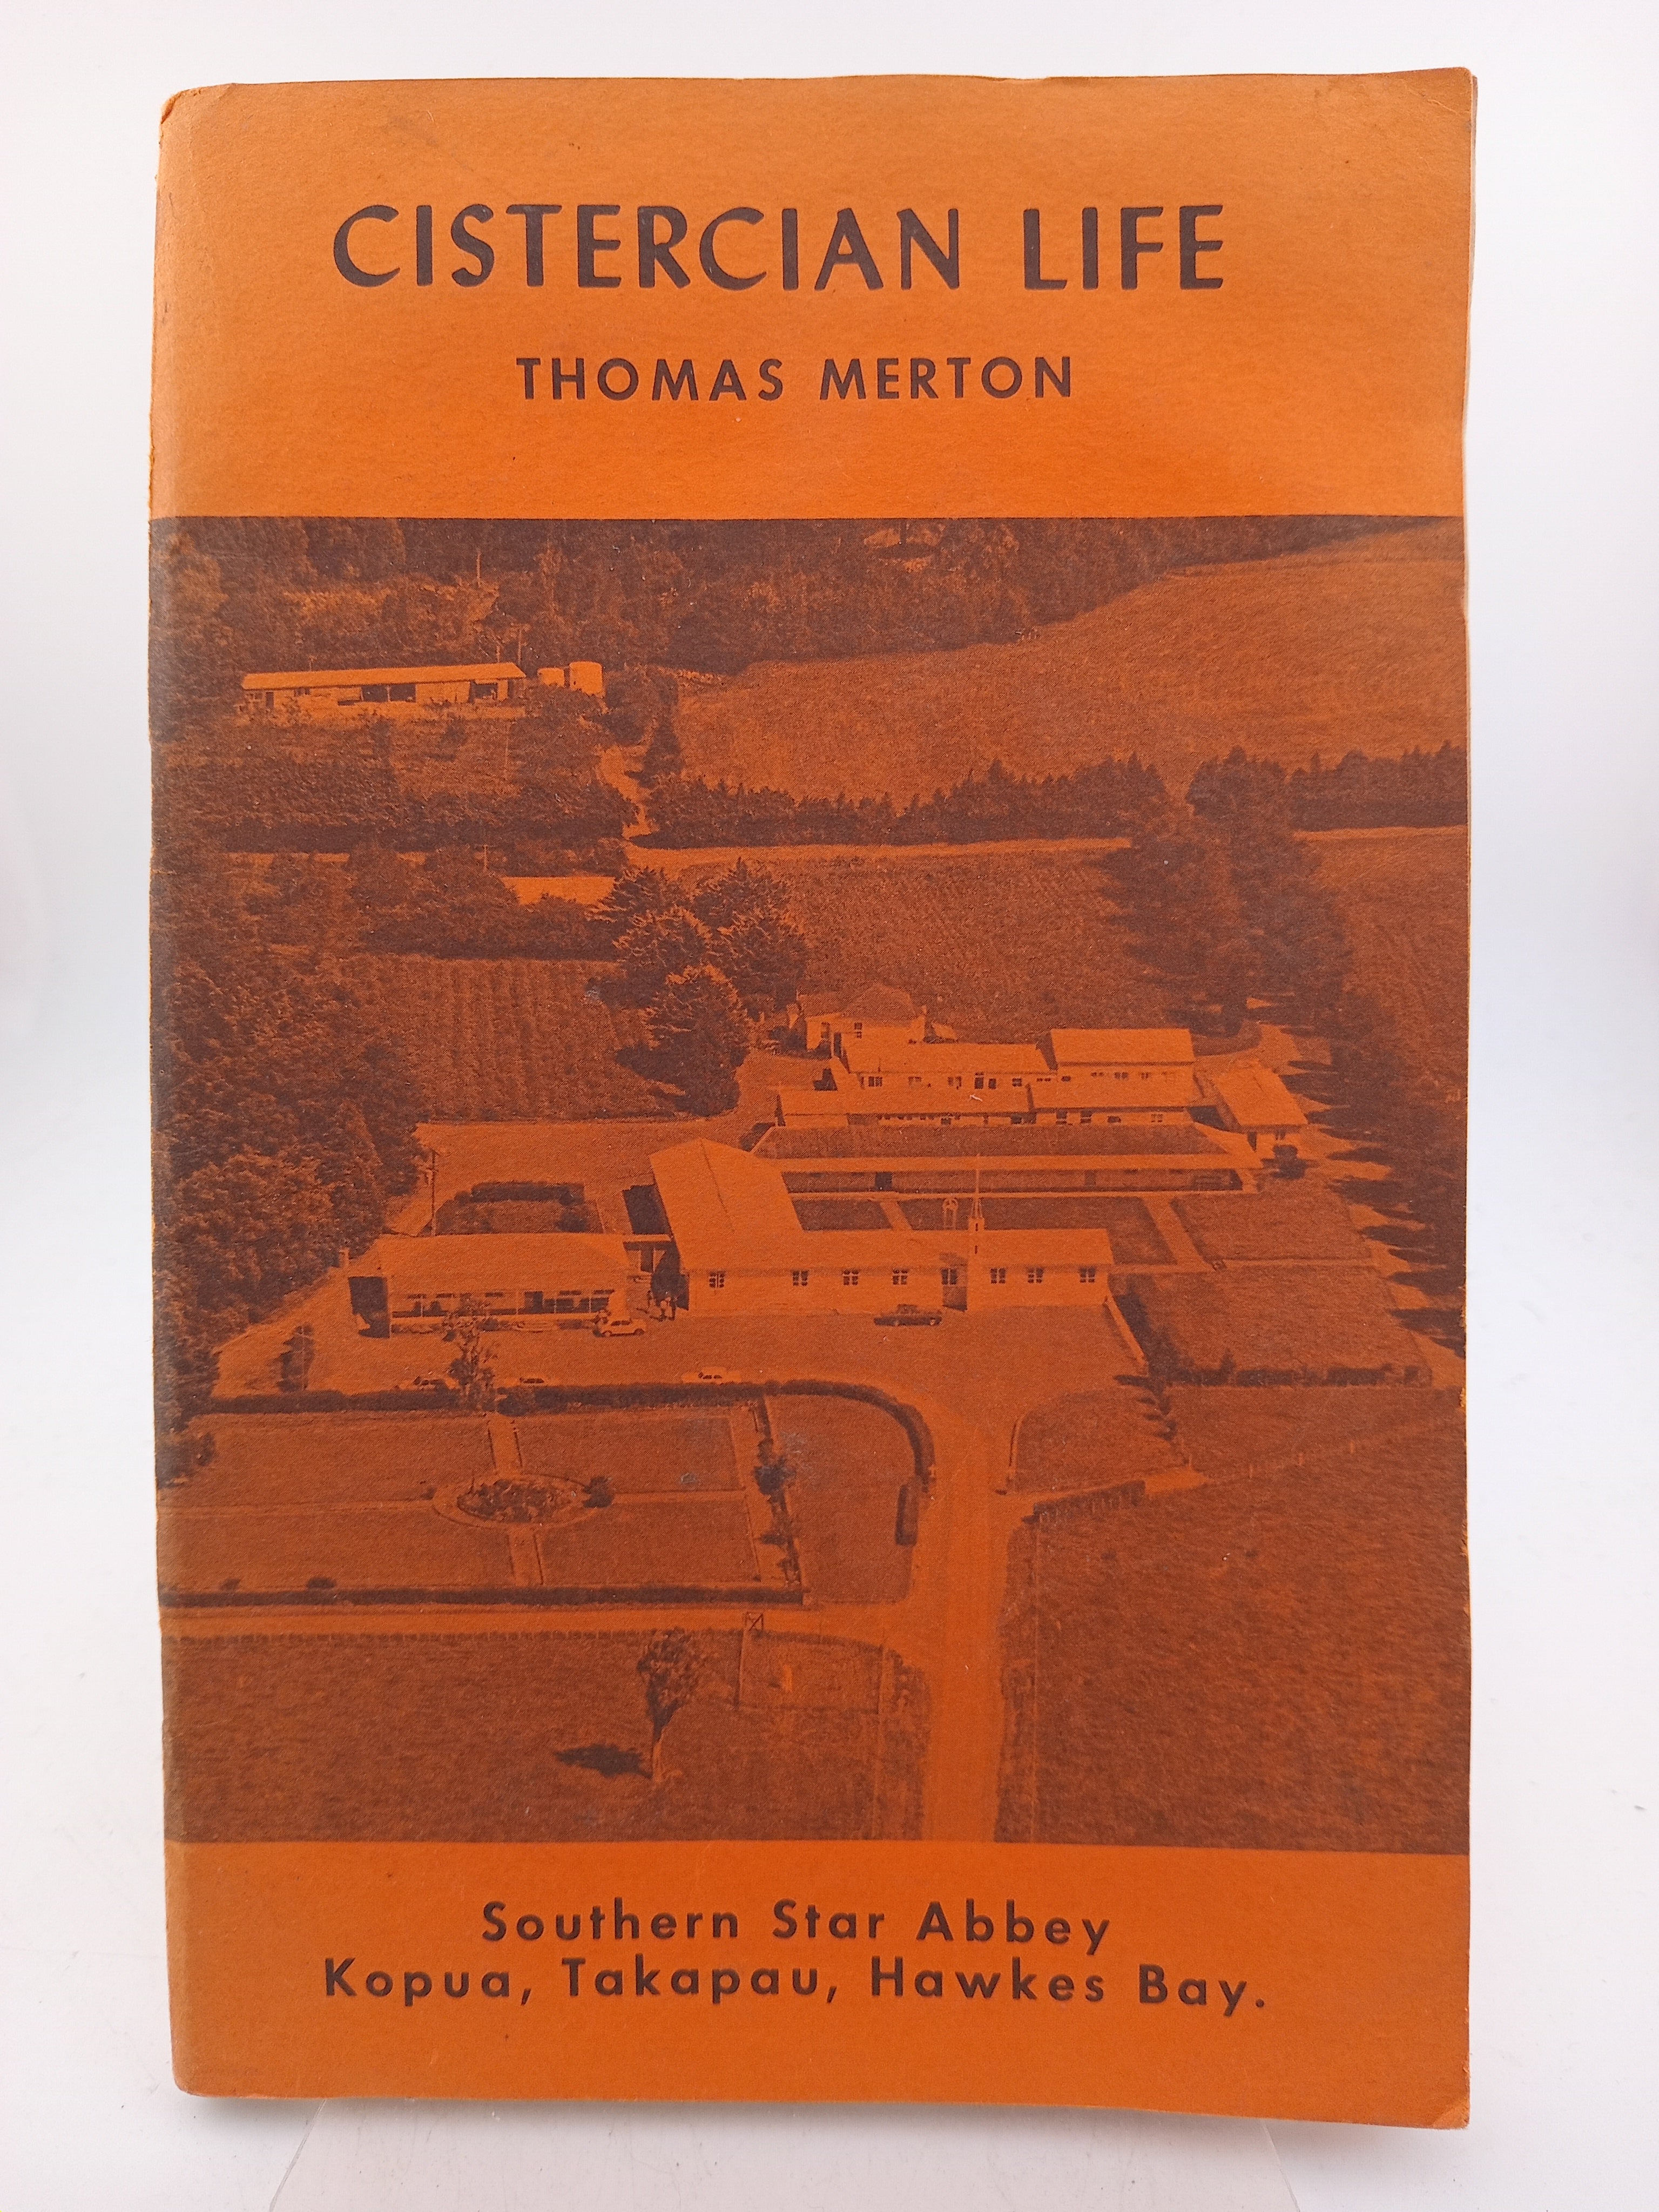 CISTERCIAN LIFE
THOMAS MERTON
Southern Star Abbey
Kopua, Takapau, Hawkes Bay.